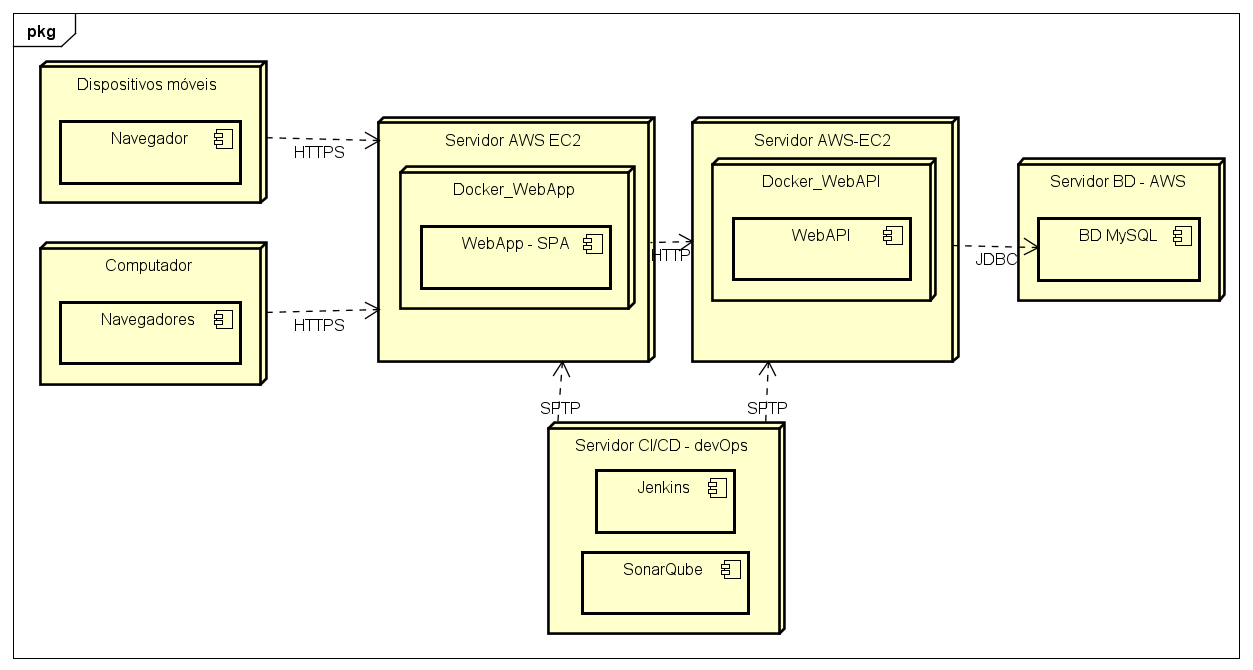 pkg
Dispositivos móveis
Navegador
HTTPS
Computador
Navegadores
HTTPS
Servidor AWS EC2
Docker_WebApp
WebApp - SPA
HTTP
Servidor AWS-EC2
Docker_WebAPI
WebAPI
JDBC
Servidor BD - AWS
BD MySQL
SPTP
SPTP
Servidor CI/CD - devOps
Jenkins
SonarQube